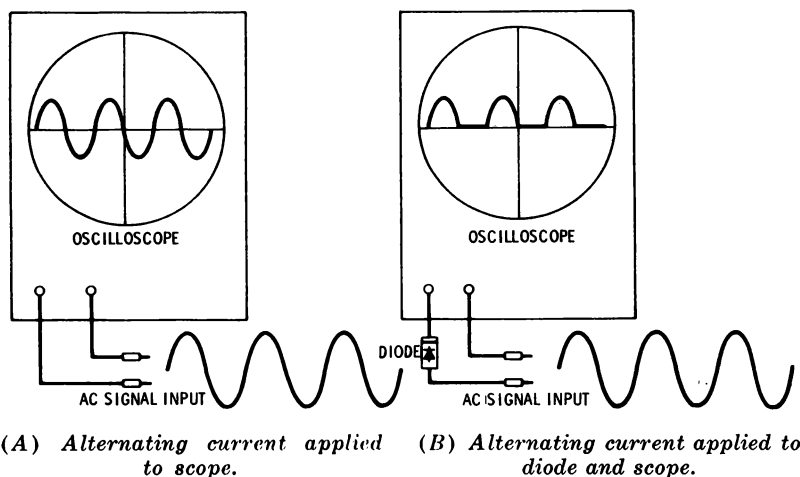 OSCILLOSCOPE
AC SIGNAL INPUT
(A) Alternating current applied
to scope.
OSCILLOSCOPE
DIODE
AC SIGNAL INPUT
(B) Alternating current applied to
diode and scope.